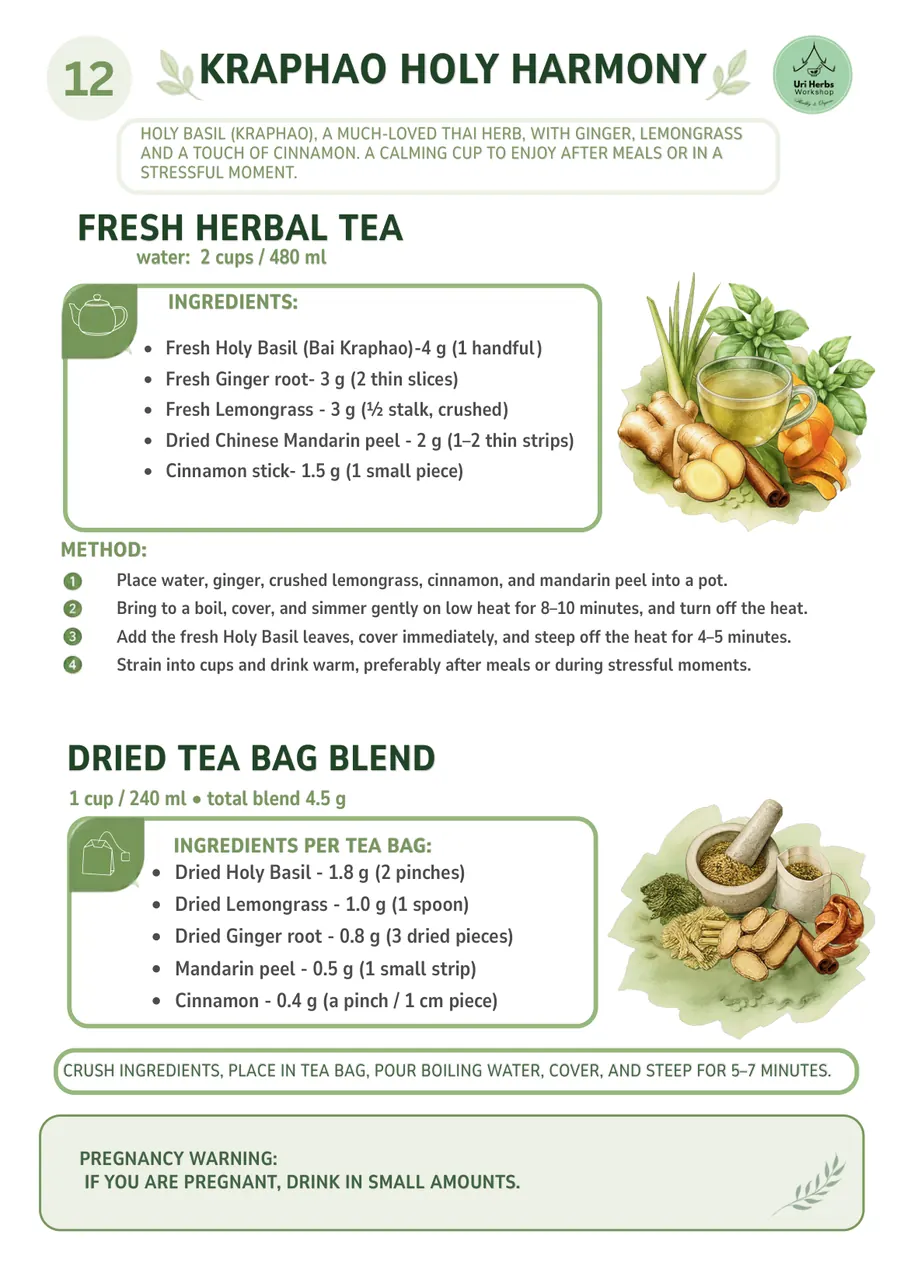 12
KRAPHAO HOLY HARMONY
Uri Herbs
Workshop
HOLY BASIL (KRAPHAO), A MUCH-LOVED THAI HERB, WITH GINGER, LEMONGRASS
AND A TOUCH OF CINNAMON. A CALMING CUP TO ENJOY AFTER MEALS OR IN A
STRESSFUL MOMENT.
FRESH HERBAL TEA
water: 2 cups / 480 ml
INGREDIENTS:
• Fresh Holy Basil (Bai Kraphao)-4 g (1 handful)
• Fresh Ginger root- 3 g (2 thin slices)
• Fresh Lemongrass - 3 g (½ stalk, crushed)
• Dried Chinese Mandarin peel - 2 g (1–2 thin strips)
• Cinnamon stick- 1.5 g (1 small piece)
METHOD:
1 Place water, ginger, crushed lemongrass, cinnamon, and mandarin peel into a pot.
2 Bring to a boil, cover, and simmer gently on low heat for 8–10 minutes, and turn off the heat.
3 Add the fresh Holy Basil leaves, cover immediately, and steep off the heat for 4–5 minutes.
4 Strain into cups and drink warm, preferably after meals or during stressful moments.
DRIED TEA BAG BLEND
1 cup / 240 ml • total blend 4.5 g
INGREDIENTS PER TEA BAG:
• Dried Holy Basil - 1.8 g (2 pinches)
• Dried Lemongrass - 1.0 g (1 spoon)
• Dried Ginger root - 0.8 g (3 dried pieces)
• Mandarin peel - 0.5 g (1 small strip)
• Cinnamon - 0.4 g (a pinch / 1 cm piece)
CRUSH INGREDIENTS, PLACE IN TEA BAG, POUR BOILING WATER, COVER, AND STEEP FOR 5–7 MINUTES.
PREGNANCY WARNING:
IF YOU ARE PREGNANT, DRINK IN SMALL AMOUNTS.